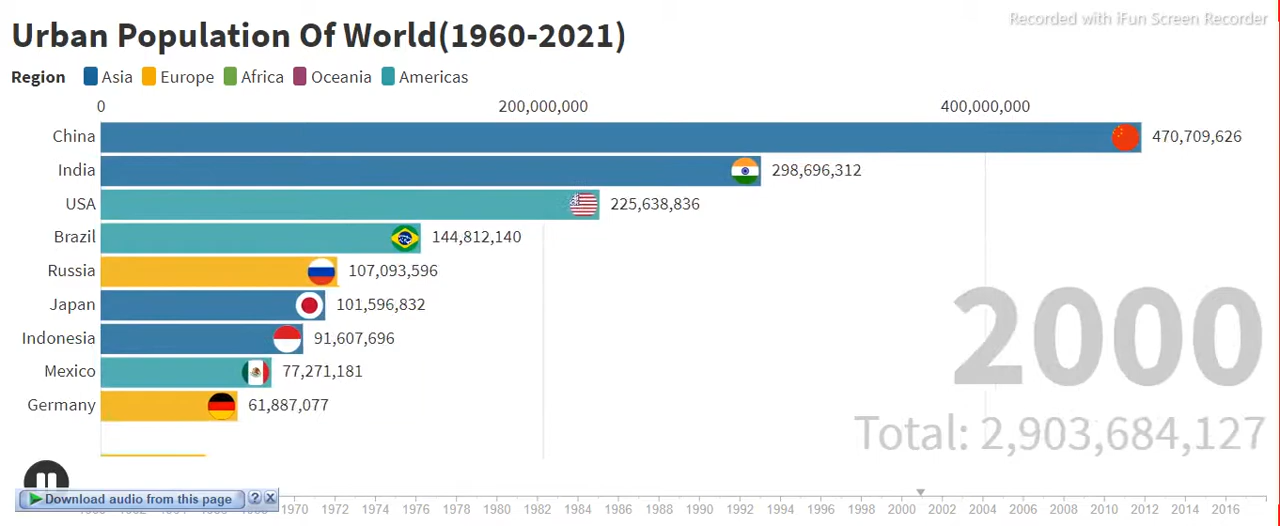 Recorded with iFun Screen Recorder
Urban Population Of World(1960-2021)
Region Asia Europe Africa Oceania Americas
0 200,000,000 400,000,000
China 470,709,626
India 298,696,312
USA 225,638,836
Brazil 144,812,140
Russia 107,093,596
Japan 101,596,832
Indonesia 91,607,696
Mexico 77,271,181
Germany 61,887,077
2000
Total: 2,903,684,127
Download audio from this page ? X
1970 1972 1974 1976 1978 1980 1982 1984 1986 1988 1990 1992 1994 1996 1998 2000 2002 2004 2006 2008 2010 2012 2014 2016